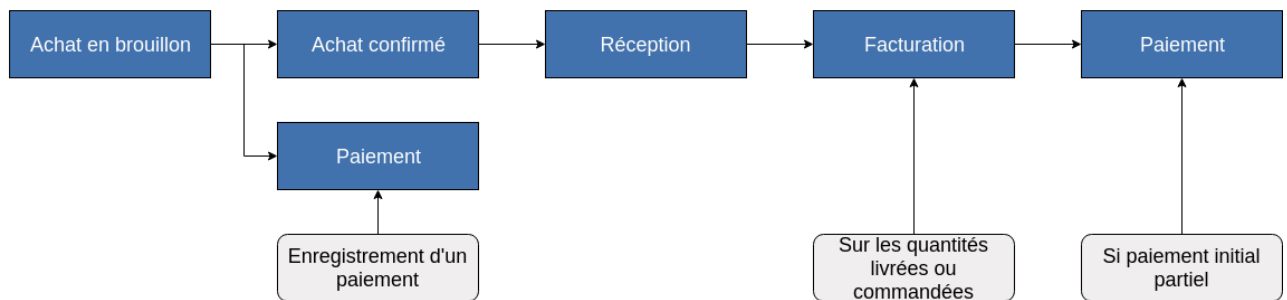 Achat en brouillon
Achat confirmé
Réception
Facturation
Paiement
Paiement
Enregistrement d'un
paiement
Sur les quantités
livrées ou
commandées
Si paiement initial
partiel